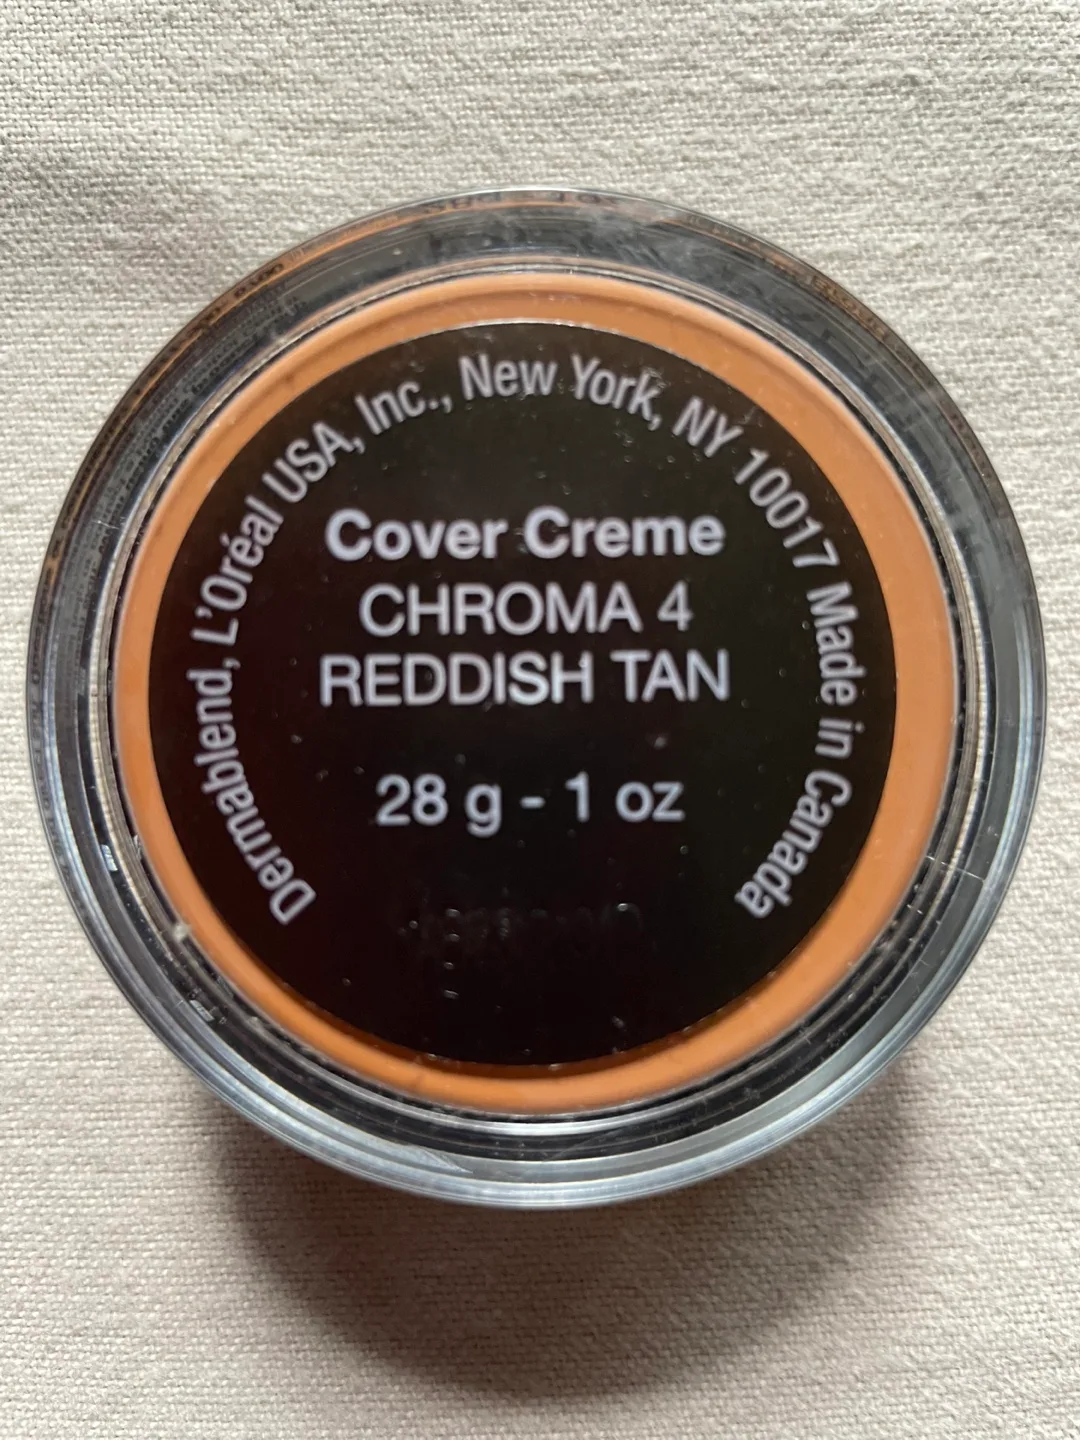 Dermablend, L'Oréal USA, Inc., New York, NY 10017 Made in Canada
Cover Creme
CHROMA 4
REDDISH TAN
28 g - 1 oz